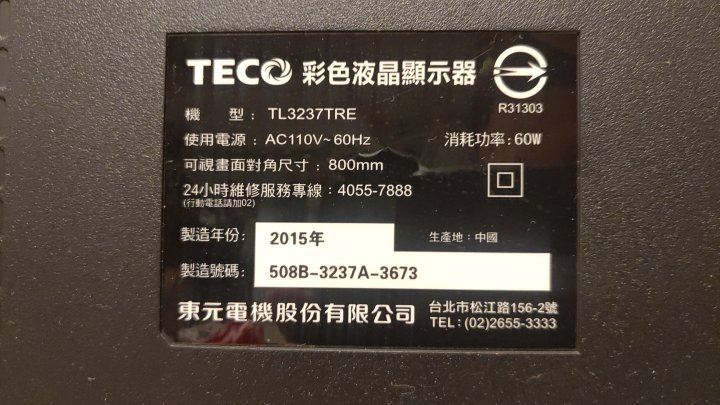 TECO 彩色液晶顯示器
R31303
機 型 : TL3237TRE
使用電源 : AC110V~60Hz 消耗功率:60W
可視畫面對角尺寸 : 800mm
24小時維修服務專線 : 4055-7888
(行動電話請加02)
製造年份: 2015年 生產地:中國
製造號碼: 508B-3237A-3673
東元電機股份有限公司 台北市松江路156-2號
TEL:(02)2655-3333